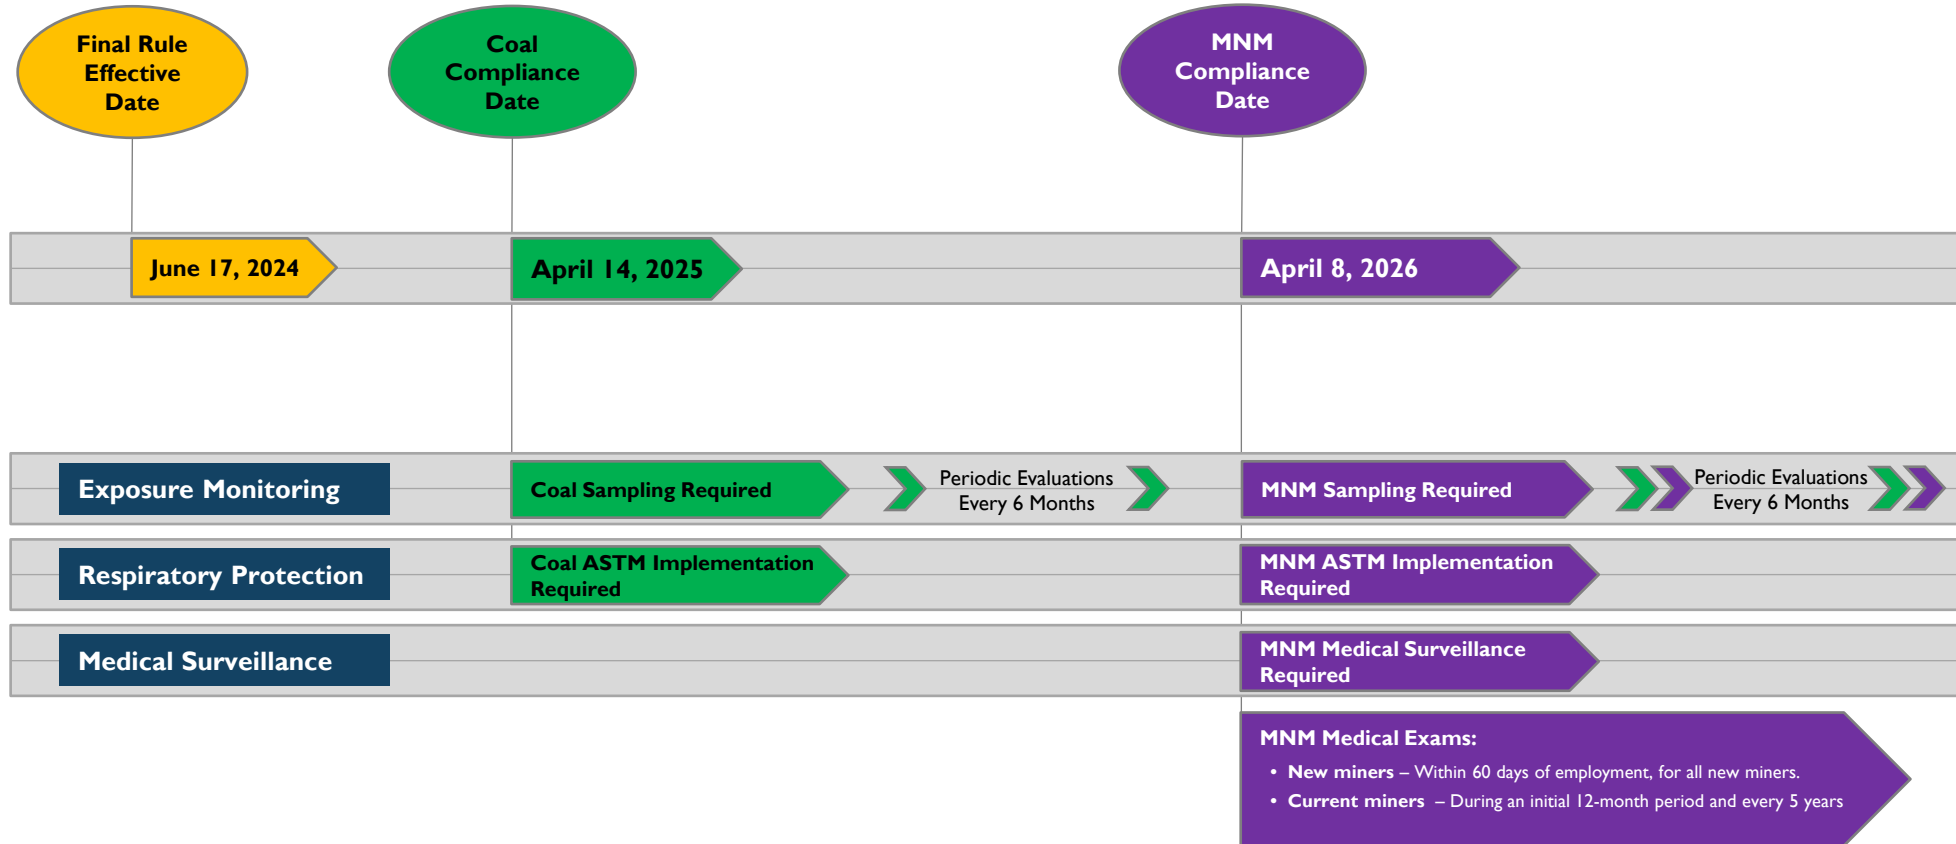 Final Rule
Effective
Date
Coal
Compliance
Date
MNM
Compliance
Date
June 17, 2024
April 14, 2025
April 8, 2026
Exposure Monitoring
Coal Sampling Required
Periodic Evaluations
Every 6 Months
MNM Sampling Required
Periodic Evaluations
Every 6 Months
Respiratory Protection
Coal ASTM Implementation
Required
MNM ASTM Implementation
Required
Medical Surveillance
MNM Medical Surveillance
Required
MNM Medical Exams:
• New miners – Within 60 days of employment, for all new miners.
• Current miners – During an initial 12-month period and every 5 years